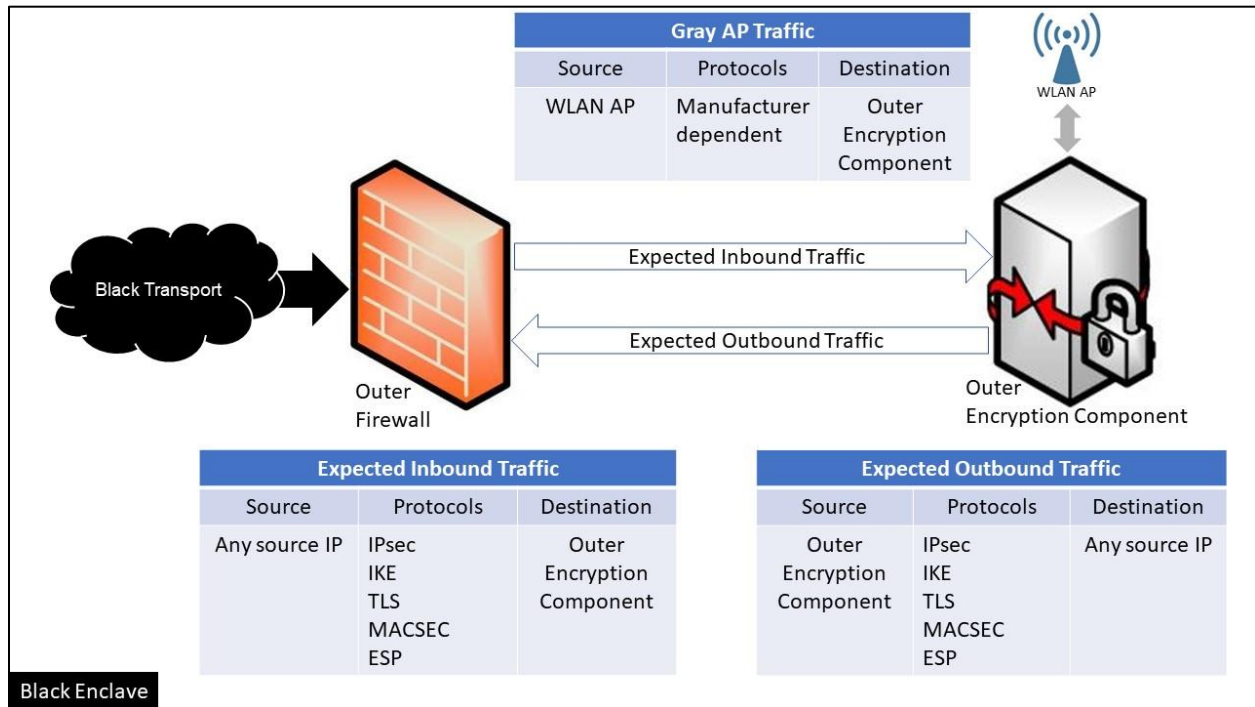 Gray AP Traffic
Source Protocols Destination
WLAN AP Manufacturer Outer
dependent Encryption
Component
WLAN AP
Black Transport
Expected Inbound Traffic
Expected Outbound Traffic
Outer
Firewall
Outer
Encryption Component
Expected Inbound Traffic
Source Protocols Destination
Any source IP IPsec Outer
IKE Encryption
TLS Component
MACSEC
ESP
Expected Outbound Traffic
Source Protocols Destination
Outer IPsec Any source IP
Encryption IKE
Component TLS
MACSEC
ESP
Black Enclave